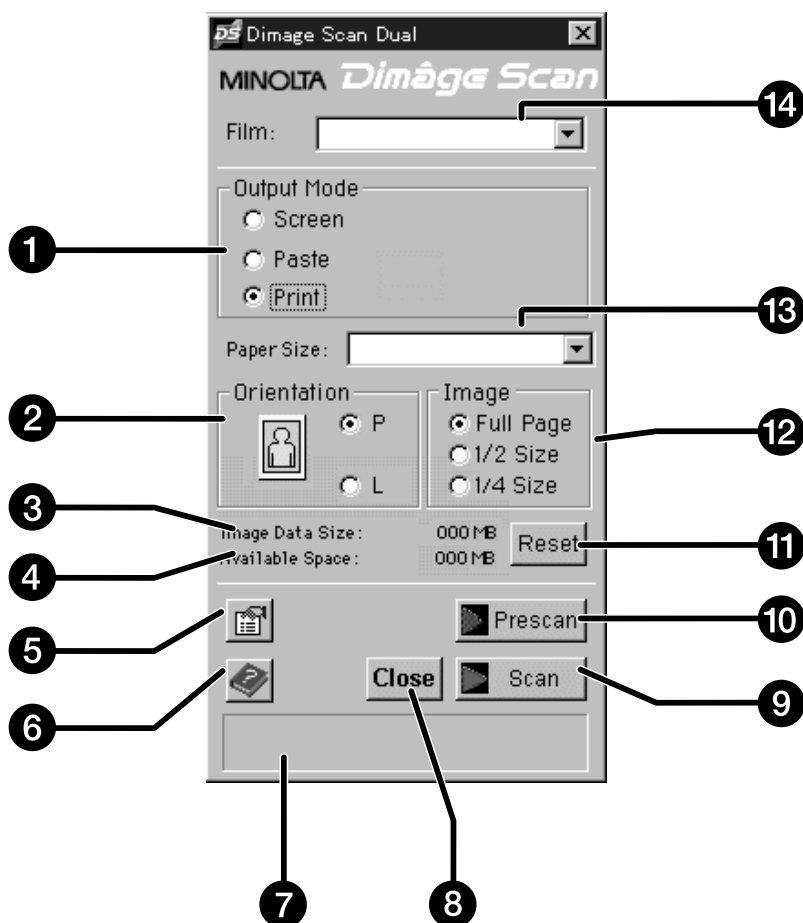 DS Dimage Scan Dual
MINOLTA Dimâge Scan
14
Film:
Output Mode
Screen
1
Paste
Print
13
Paper Size:
Orientation
Image
2
P
Full Page
12
1/2 Size
L
1/4 Size
3
Image Data Size: 000 MB
Reset
11
4
Available Space: 000 MB
5
Prescan
10
6
?
Close
Scan
9
7
8